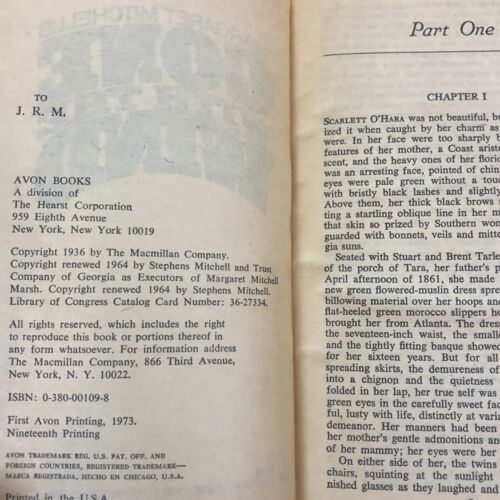 TO
J. R. M.
AVON BOOKS
A division of
The Hearst Corporation
959 Eighth Avenue
New York, New York 10019
Copyright 1936 by The Macmillan Company.
Copyright renewed 1964 by Stephens Mitchell and Trust
Company of Georgia as Executors of Margaret Mitchell
Marsh. Copyright renewed 1964 by Stephens Mitchell.
Library of Congress Catalog Card Number: 36-27334.
All rights reserved, which includes the right
to reproduce this book or portions thereof in
any form whatsoever. For information address
The Macmillan Company, 866 Third Avenue,
New York, N. Y. 10022.
ISBN: 0-380-00109-8
First Avon Printing, 1973.
Nineteenth Printing
AVON TRADEMARK REG. U.S. PAT. OFF. AND
FOREIGN COUNTRIES, REGISTERED TRADEMARK—
MARCA REGISTRADA, HECHO EN CHICAGO, U.S.A.
Printed in the U.S.A.
Part One
CHAPTER I
SCARLETT O'HARA was not beautiful, bu
ized it when caught by her charm as
were. In her face were too sharply b
features of her mother, a Coast arist
scent, and the heavy ones of her floric
was an arresting face, pointed of chin
eyes were pale green without a touc
with bristly black lashes and slightly
Above them, her thick black brows s
ting a startling oblique line in her m
that skin so prized by Southern wom
guarded with bonnets, veils and mitte
gia suns.
Seated with Stuart and Brent Tarle
of the porch of Tara, her father's p
April afternoon of 1861, she made
new green flowered-muslin dress spre
billowing material over her hoops and
flat-heeled green morocco slippers he
brought her from Atlanta. The dress
the seventeen-inch waist, the smalle
and the tightly fitting basque showed
for her sixteen years. But for all
spreading skirts, the demureness of
into a chignon and the quietness
folded in her lap, her true self was
green eyes in the carefully sweet fac
ful, lusty with life, distinctly at varia
demeanor. Her manners had been
her mother's gentle admonitions and
of her mammy; her eyes were her
On either side of her, the twins
chairs, squinting at the sunlight
nished glasses as they laughed and